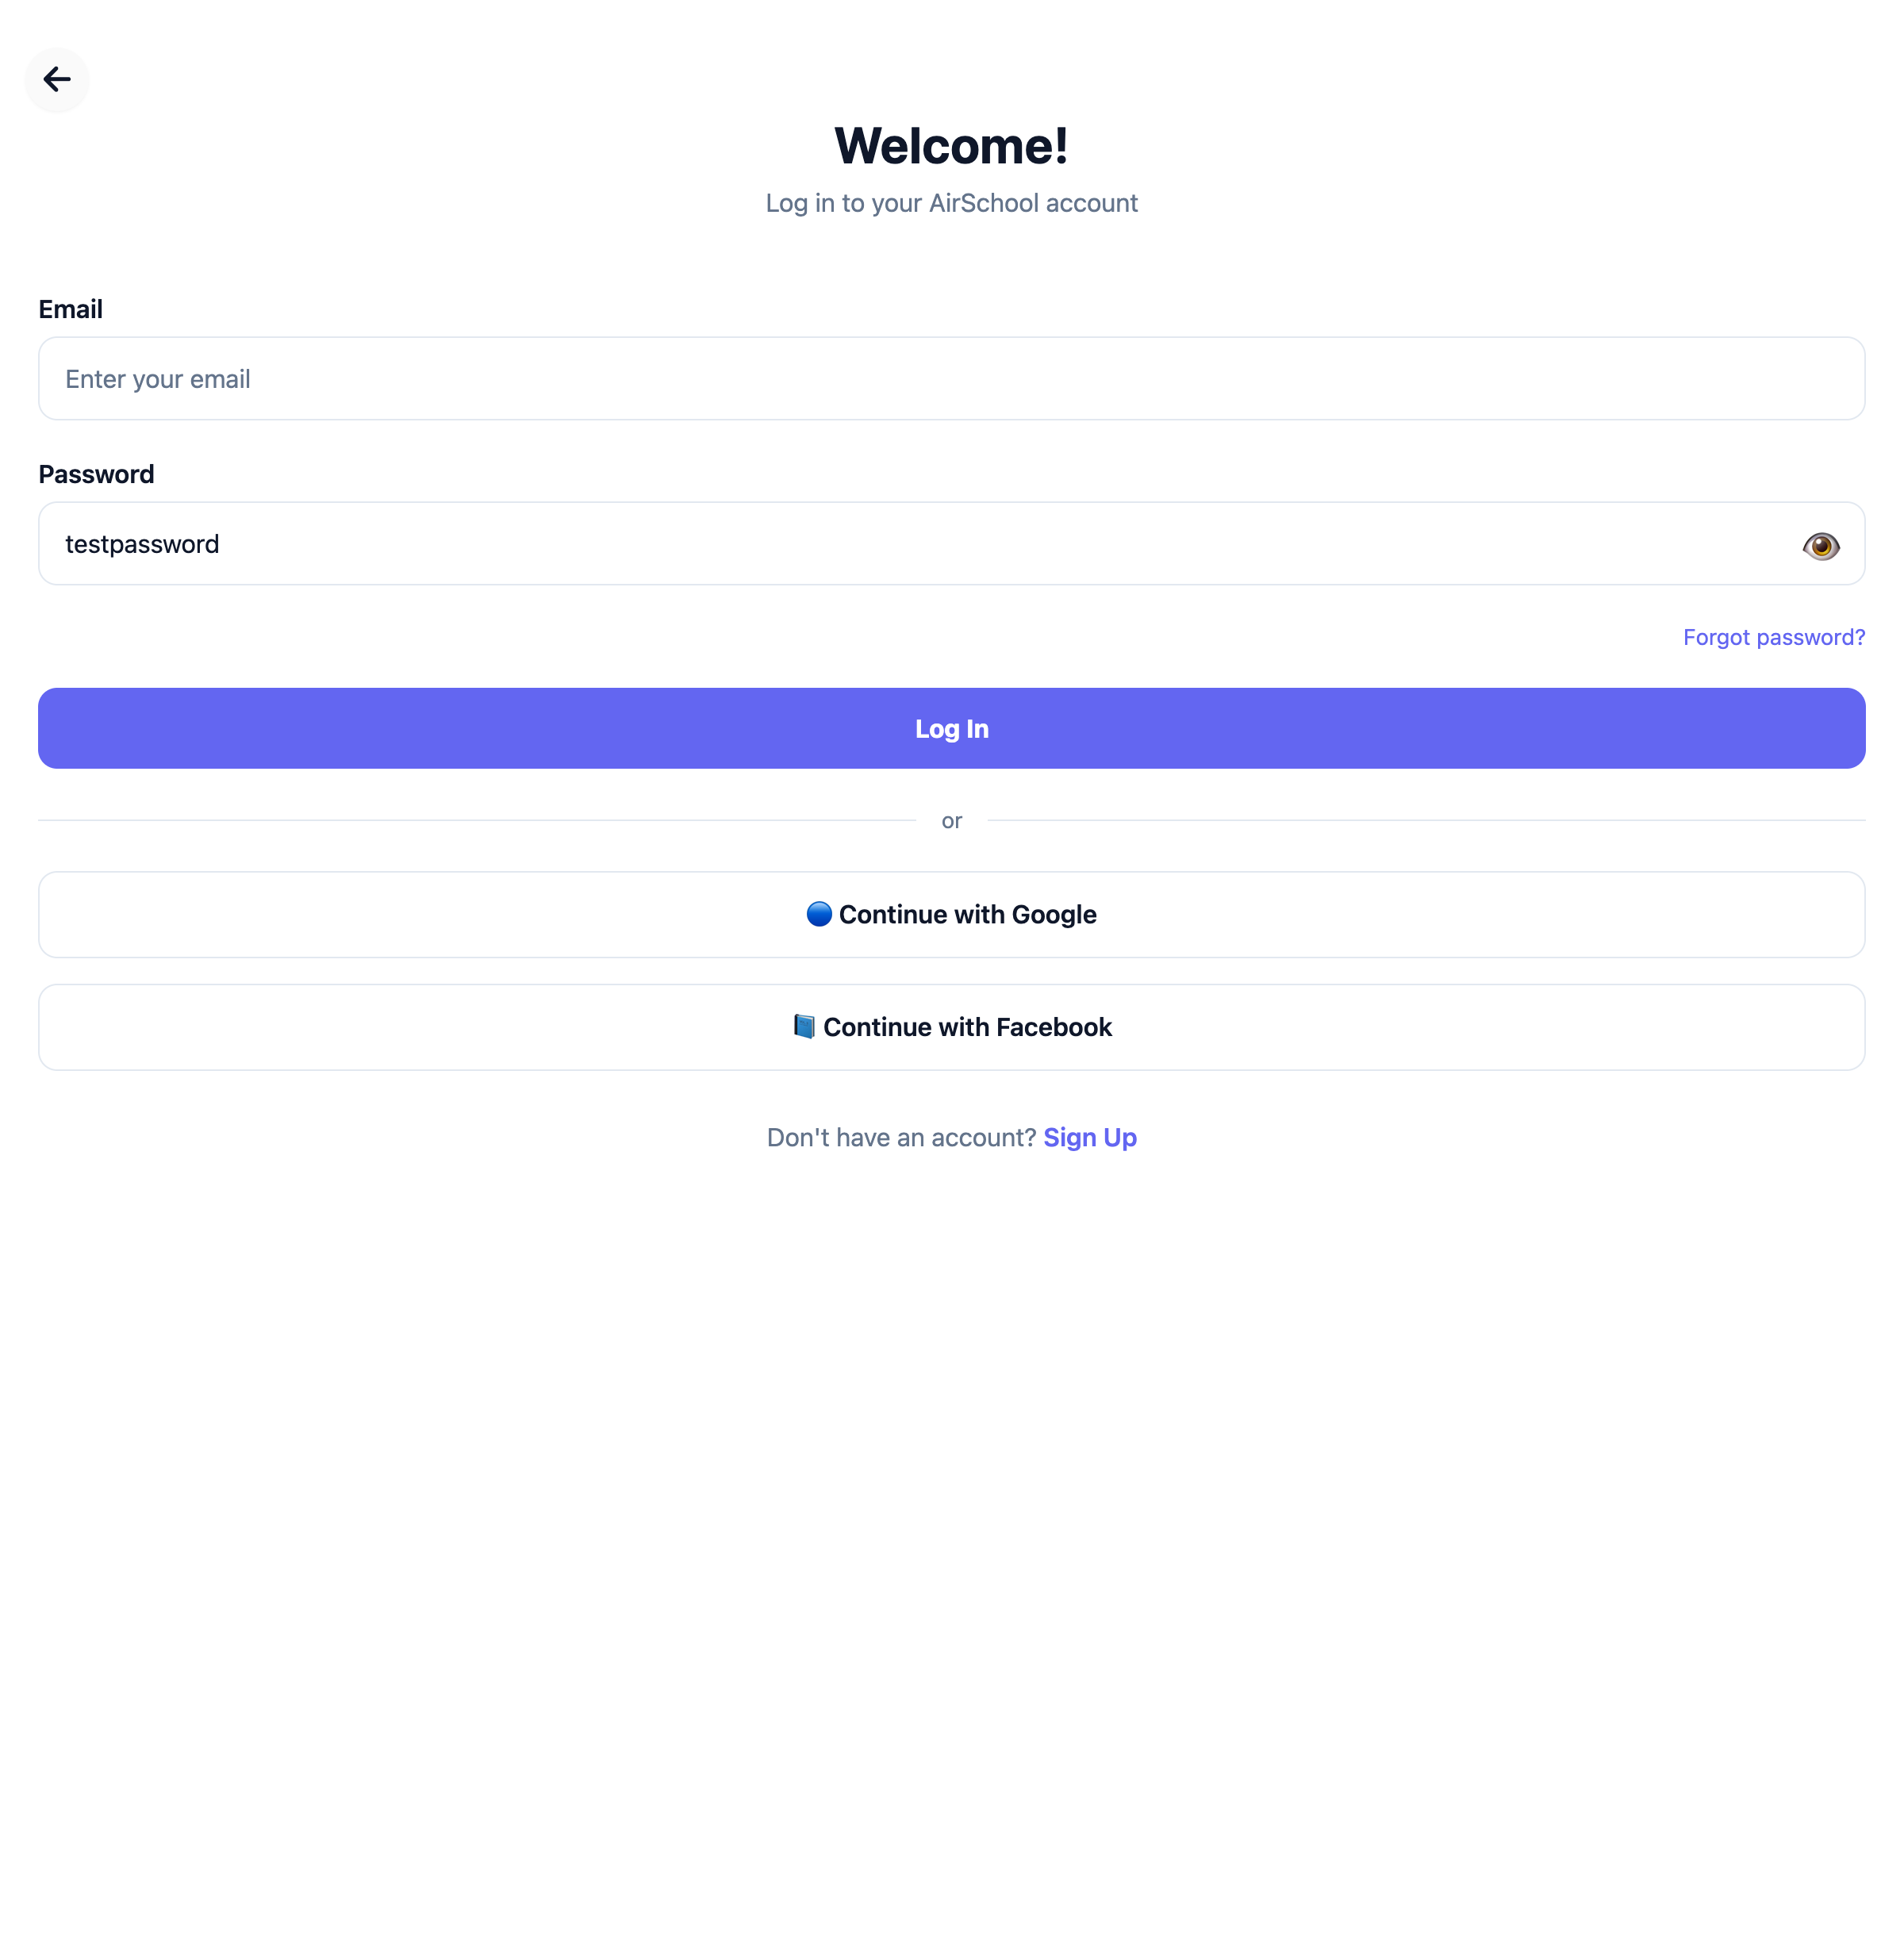 Welcome!
Log in to your AirSchool account
Email
Enter your email
Password
testpassword
Forgot password?
Log In
or
Continue with Google
Continue with Facebook
Don't have an account? Sign Up